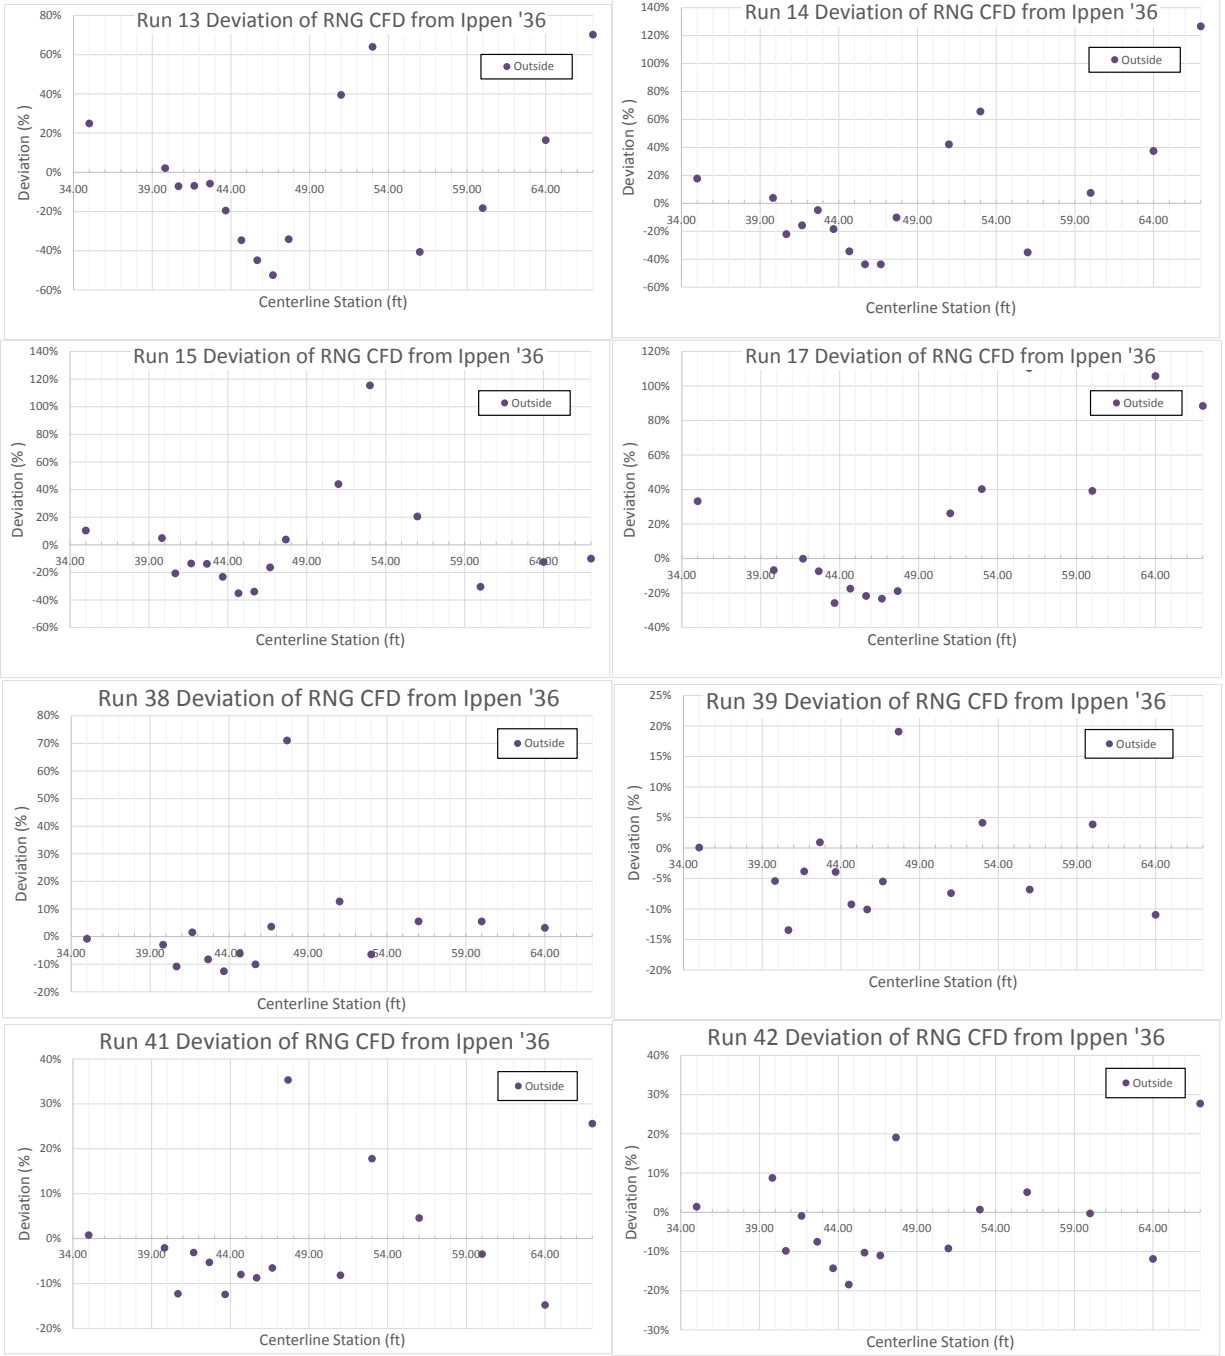 Run 13 Deviation of RNG CFD from Ippen '36
80%
60%
40%
20%
0%
-20%
-40%
-60%
34.00 39.00 44.00 49.00 54.00 59.00 64.00
Deviation (% )
Centerline Station (ft)
Outside
Run 14 Deviation of RNG CFD from Ippen '36
140%
120%
100%
80%
60%
40%
20%
0%
-20%
-40%
-60%
34.00 39.00 44.00 49.00 54.00 59.00 64.00
Deviation (% )
Centerline Station (ft)
Outside
Run 15 Deviation of RNG CFD from Ippen '36
140%
120%
100%
80%
60%
40%
20%
0%
-20%
-40%
-60%
34.00 39.00 44.00 49.00 54.00 59.00 64.00
Deviation (% )
Centerline Station (ft)
Outside
Run 17 Deviation of RNG CFD from Ippen '36
120%
100%
80%
60%
40%
20%
0%
-20%
-40%
34.00 39.00 44.00 49.00 54.00 59.00 64.00
Deviation (% )
Centerline Station (ft)
Outside
Run 38 Deviation of RNG CFD from Ippen '36
80%
70%
60%
50%
40%
30%
20%
10%
0%
-10%
-20%
34.00 39.00 44.00 49.00 54.00 59.00 64.00
Deviation (% )
Centerline Station (ft)
Outside
Run 39 Deviation of RNG CFD from Ippen '36
25%
20%
15%
10%
5%
0%
-5%
-10%
-15%
-20%
34.00 39.00 44.00 49.00 54.00 59.00 64.00
Deviation (% )
Centerline Station (ft)
Outside
Run 41 Deviation of RNG CFD from Ippen '36
40%
30%
20%
10%
0%
-10%
-20%
34.00 39.00 44.00 49.00 54.00 59.00 64.00
Deviation (% )
Centerline Station (ft)
Outside
Run 42 Deviation of RNG CFD from Ippen '36
40%
30%
20%
10%
0%
-10%
-20%
-30%
34.00 39.00 44.00 49.00 54.00 59.00 64.00
Deviation (% )
Centerline Station (ft)
Outside